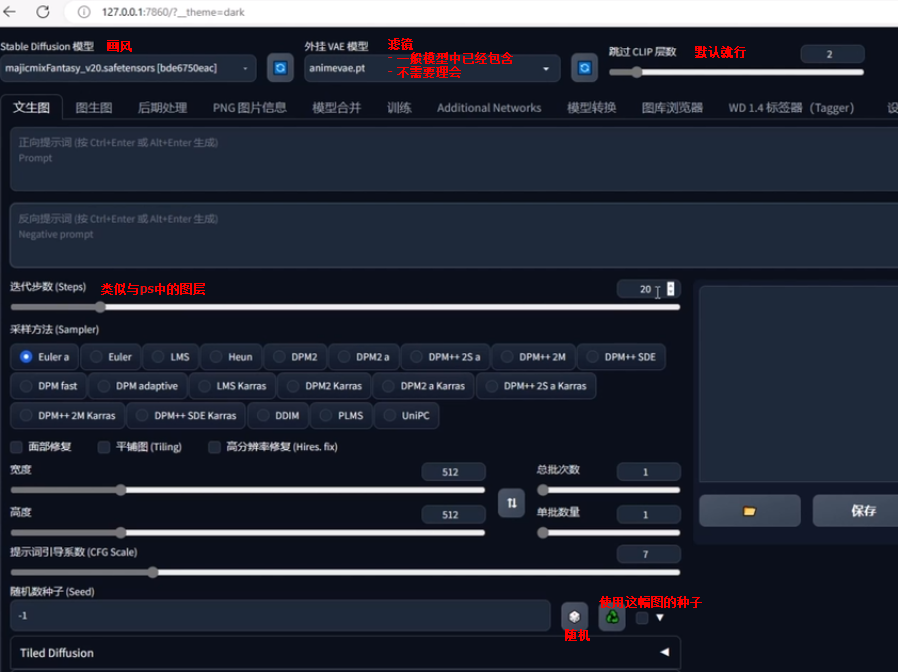 127.0.0.1:7860/?__theme=dark
Stable Diffusion 模型 画风
外挂 VAE 模型 滤镜
- 一般模型中已经包含
- 不需要理会
跳过 CLIP 层数 默认就行 2
majicmixFantasy_v20.safetensors [bde6750eac]
animevae.pt
文生图 图生图 后期处理 PNG 图片信息 模型合并 训练 Additional Networks 模型转换 图库浏览器 WD 1.4 标签器 (Tagger) 设
正向提示词 (按 Ctrl+Enter 或 Alt+Enter 生成)
Prompt
反向提示词 (按 Ctrl+Enter 或 Alt+Enter 生成)
Negative prompt
迭代步数 (Steps) 类似与ps中的图层 20
采样方法 (Sampler)
Euler a Euler LMS Heun DPM2 DPM2 a DPM++ 2S a DPM++ 2M DPM++ SDE
DPM fast DPM adaptive LMS Karras DPM2 Karras DPM2 a Karras DPM++ 2S a Karras
DPM++ 2M Karras DPM++ SDE Karras DDIM PLMS UniPC
面部修复 平铺图 (Tiling) 高分辨率修复 (Hires. fix)
宽度 512 总批次数 1
高度 512 单批数量 1
保存
提示词引导系数 (CFG Scale) 7
随机数种子 (Seed)
使用这幅图的种子
-1
随机
Tiled Diffusion